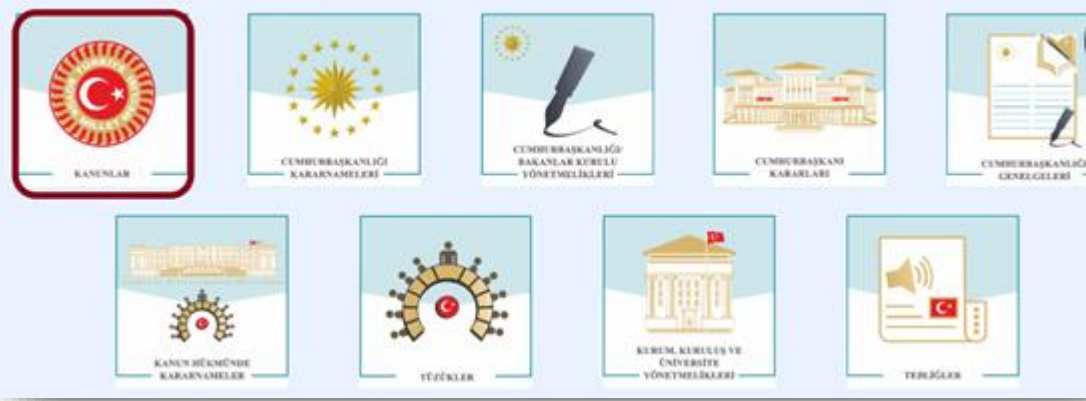 KANUNLAR
CUMHURBAŞKANLIĞI
KARARNAMELERİ
CUMHURBAŞKANLIĞI/
BAKANLAR KURULU
YÖNETMELİKLERİ
CUMHURBAŞKANI
KARARLARI
CUMHURBAŞKANLIĞI
GENELGELERİ
KANUN HÜKMÜNDE
KARARNAMELER
TÜZÜKLER
KURUM, KURULUŞ VE
ÜNİVERSİTE
YÖNETMELİKLERİ
TEBLİĞLER